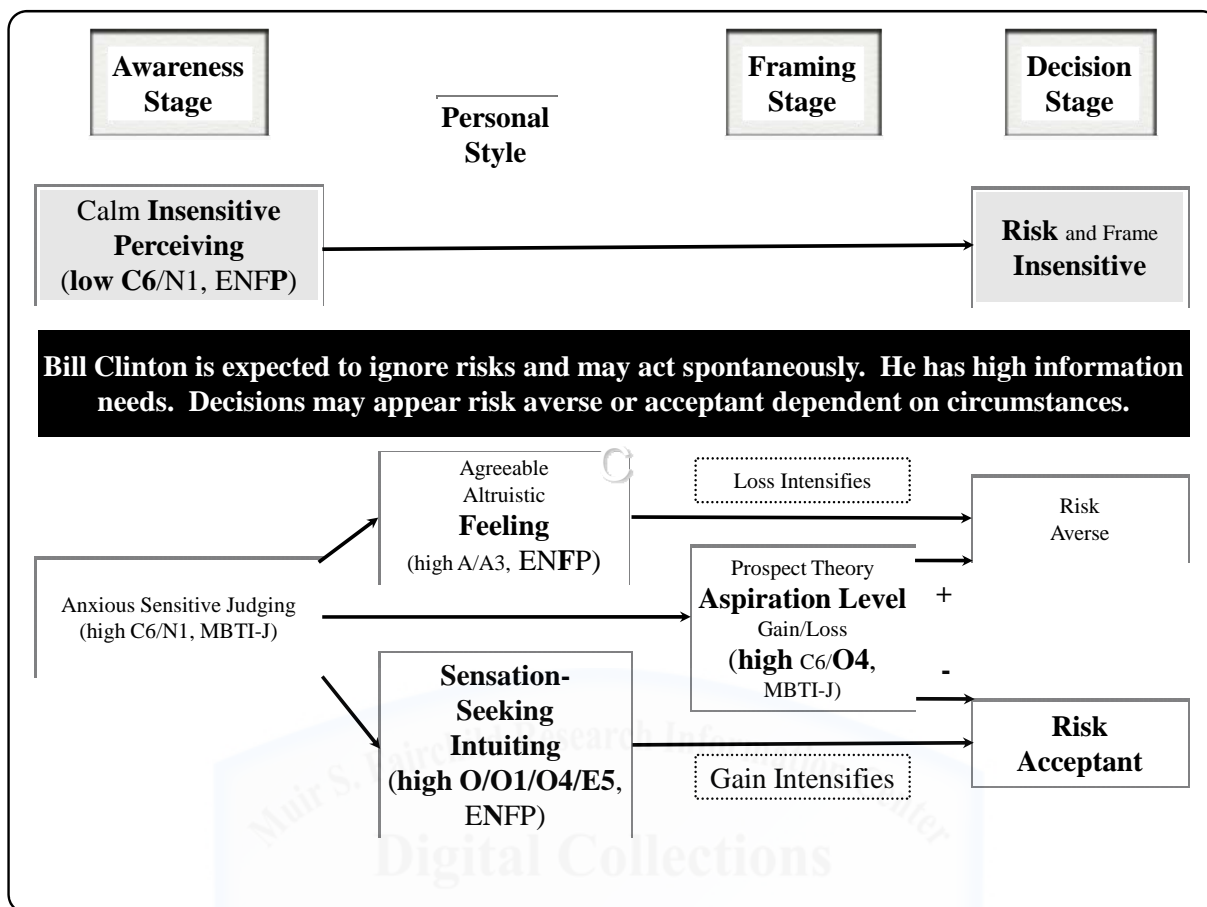 Awareness
Stage
Personal
Style
Framing
Stage
Decision
Stage
Calm Insensitive
Perceiving
(low C6/N1, ENFP)
Risk and Frame
Insensitive
Bill Clinton is expected to ignore risks and may act spontaneously. He has high information
needs. Decisions may appear risk averse or acceptant dependent on circumstances.
C
Agreeable
Altruistic
Feeling
(high A/A3, ENFP)
Loss Intensifies
Risk
Averse
Anxious Sensitive Judging
(high C6/N1, MBTI-J)
Prospect Theory
Aspiration Level
Gain/Loss
(high C6/O4,
MBTI-J)
+
-
Sensation-
Seeking
Intuiting
(high O/O1/O4/E5,
ENFP)
Gain Intensifies
Risk
Acceptant
Muir S. Fairchild Research Information Center
Digital Collections